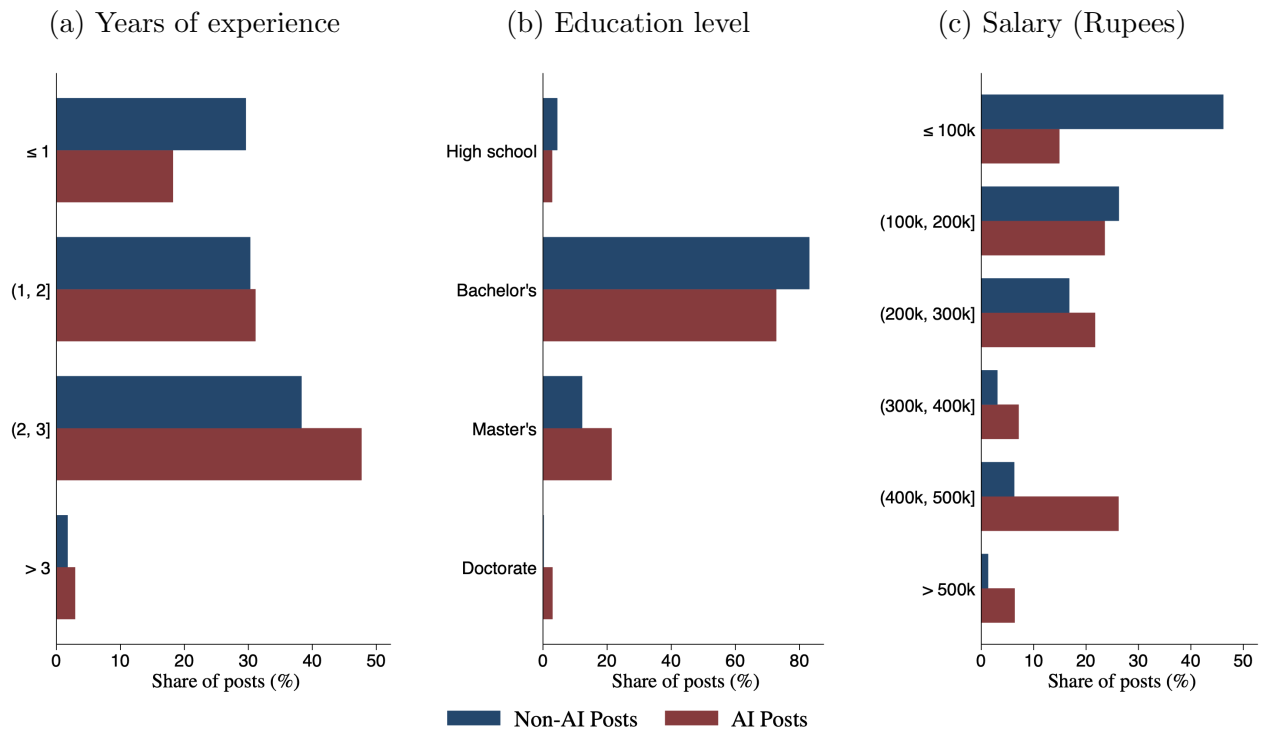 (a) Years of experience
≤ 1
(1, 2]
(2, 3]
> 3
0 10 20 30 40 50
Share of posts (%)
(b) Education level
High school
Bachelor's
Master's
Doctorate
0 20 40 60 80
Share of posts (%)
(c) Salary (Rupees)
≤ 100k
(100k, 200k]
(200k, 300k]
(300k, 400k]
(400k, 500k]
> 500k
0 10 20 30 40 50
Share of posts (%)
Non-AI Posts AI Posts